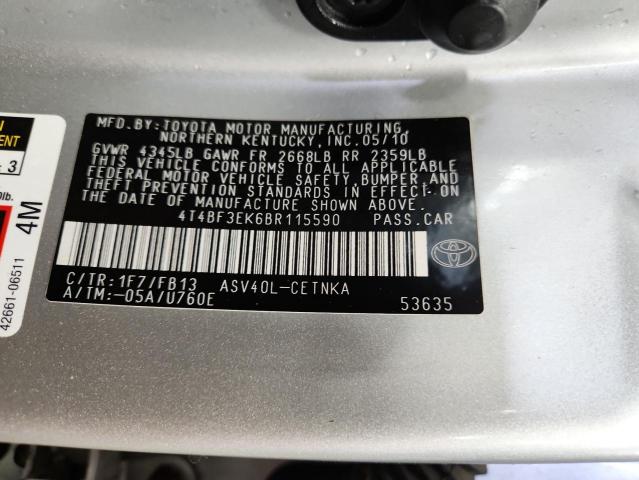 MFD. BY: TOYOTA MOTOR MANUFACTURING
NORTHERN KENTUCKY, INC. 05/10
GVWR 4345LB GAWR FR 2668LB RR 2359LB
THIS VEHICLE CONFORMS TO ALL APPLICABLE
FEDERAL MOTOR VEHICLE SAFETY, BUMPER, AND
THEFT PREVENTION STANDARDS IN EFFECT ON
THE DATE OF MANUFACTURE SHOWN ABOVE.
4T4BF3EK6BR115590 PASS. CAR
C/TR: 1F7/FB13 ASV40L-CETNKA
A/TM: -05A/U760E 53635
3
lb.
4M
42661-06511